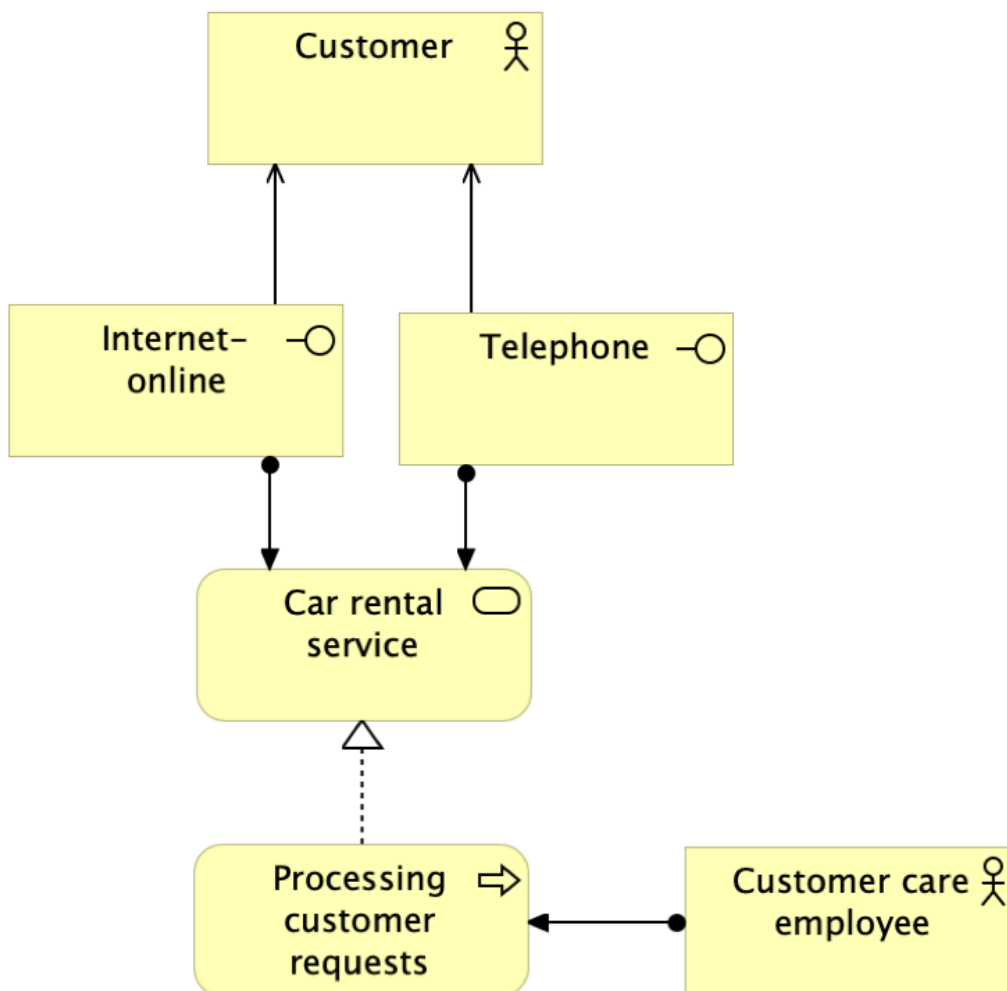 Customer
Internet-
online
Telephone
Car rental
service
Processing
customer
requests
Customer care
employee